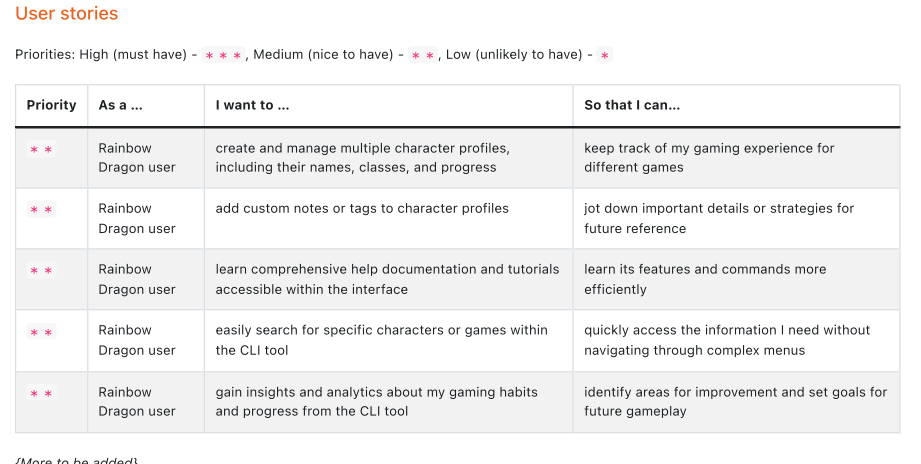 User stories
Priorities: High (must have) - * * *, Medium (nice to have) - * *, Low (unlikely to have) - *
Priority As a ... I want to ... So that I can...
* * Rainbow Dragon user create and manage multiple character profiles, including their names, classes, and progress keep track of my gaming experience for different games
* * Rainbow Dragon user add custom notes or tags to character profiles jot down important details or strategies for future reference
* * Rainbow Dragon user learn comprehensive help documentation and tutorials accessible within the interface learn its features and commands more efficiently
* * Rainbow Dragon user easily search for specific characters or games within the CLI tool quickly access the information I need without navigating through complex menus
* * Rainbow Dragon user gain insights and analytics about my gaming habits and progress from the CLI tool identify areas for improvement and set goals for future gameplay
{More to be added}